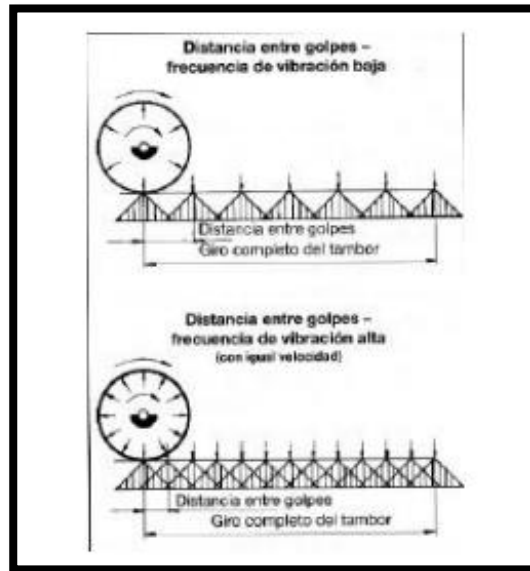 Distancia entre golpes –
frecuencia de vibración baja
Distancia entre golpes
Giro completo del tambor
Distancia entre golpes –
frecuencia de vibración alta
(con igual velocidad)
Distancia entre golpes
Giro completo del tambor